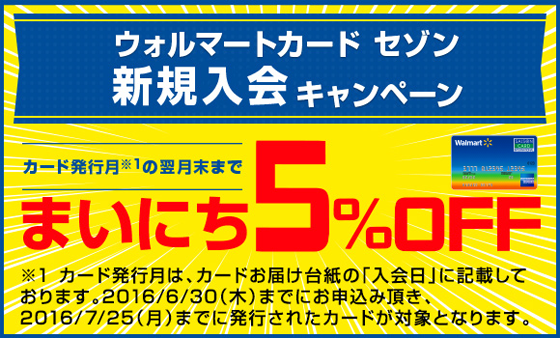 ウォルマートカード セゾン
新規入会 キャンペーン
カード発行月※1の翌月末まで
Walmart
まいにち5%OFF
※1 カード発行月は、カードお届け台紙の「入会日」に記載して
おります。2016/6/30(木)までにお申込み頂き、
2016/7/25(月)までに発行されたカードが対象となります。